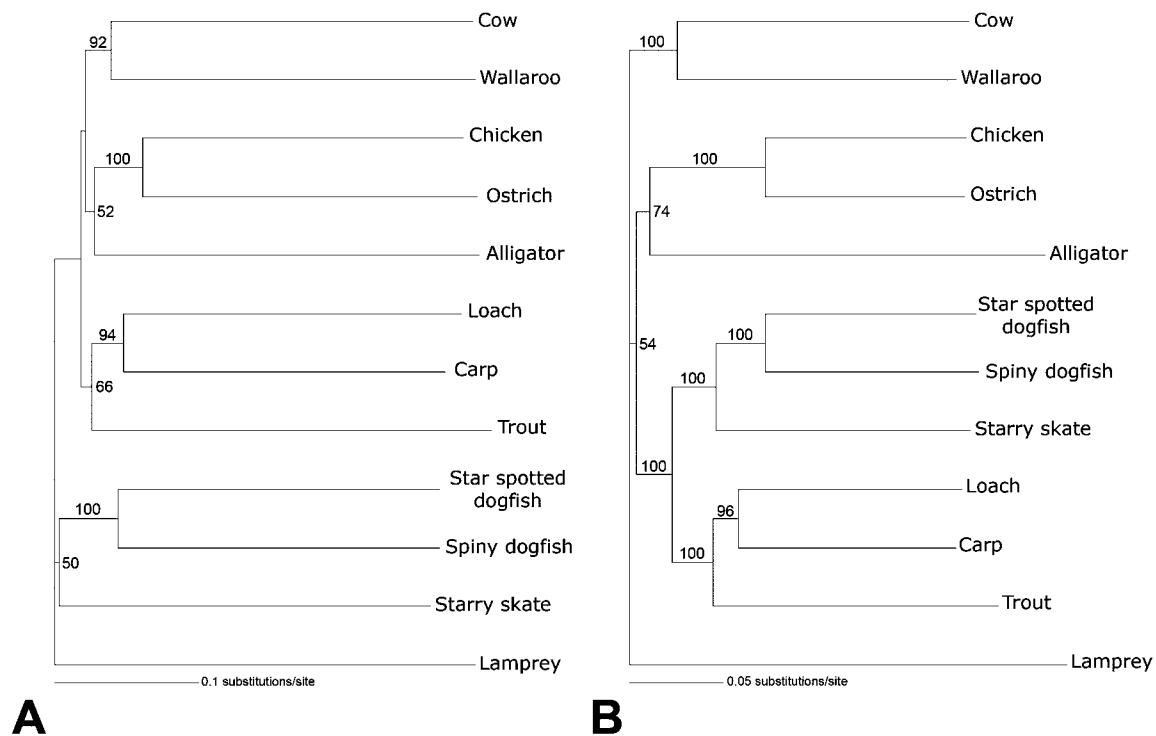 Cow
92
Wallaroo
Chicken
100
Ostrich
52
Alligator
Loach
94
Carp
66
Trout
Star spotted
dogfish
100
Spiny dogfish
50
Starry skate
Lamprey
0.1 substitutions/site
A
Cow
100
Wallaroo
Chicken
100
Ostrich
74
Alligator
Star spotted
dogfish
100
54
Spiny dogfish
100
Starry skate
100
Loach
96
Carp
100
Trout
Lamprey
0.05 substitutions/site
B